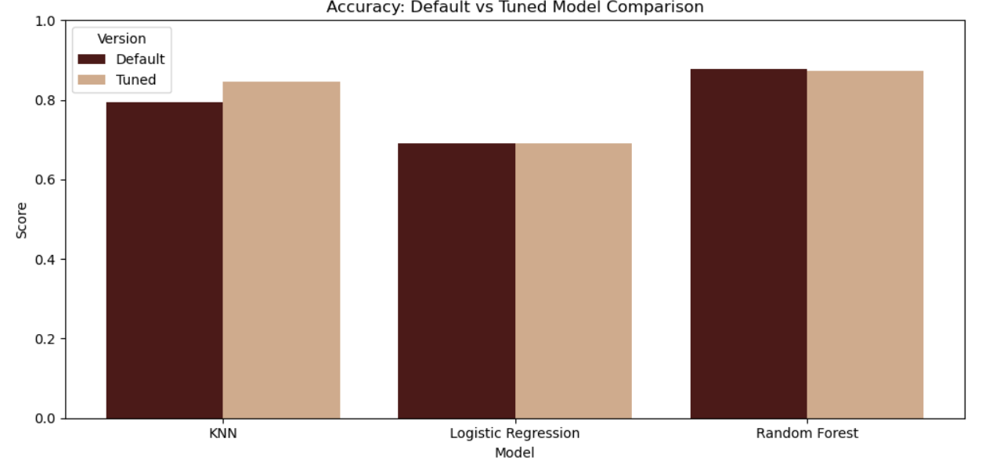 Accuracy: Default vs Tuned Model Comparison
Version
Default
Tuned
1.0
0.8
0.6
0.4
0.2
0.0
Score
KNN Logistic Regression Random Forest
Model